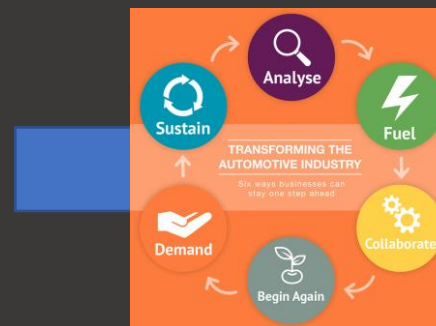 Analyse
Sustain
Fuel
TRANSFORMING THE
AUTOMOTIVE INDUSTRY
Six ways businesses can
stay one step ahead
Demand
Collaborate
Begin Again